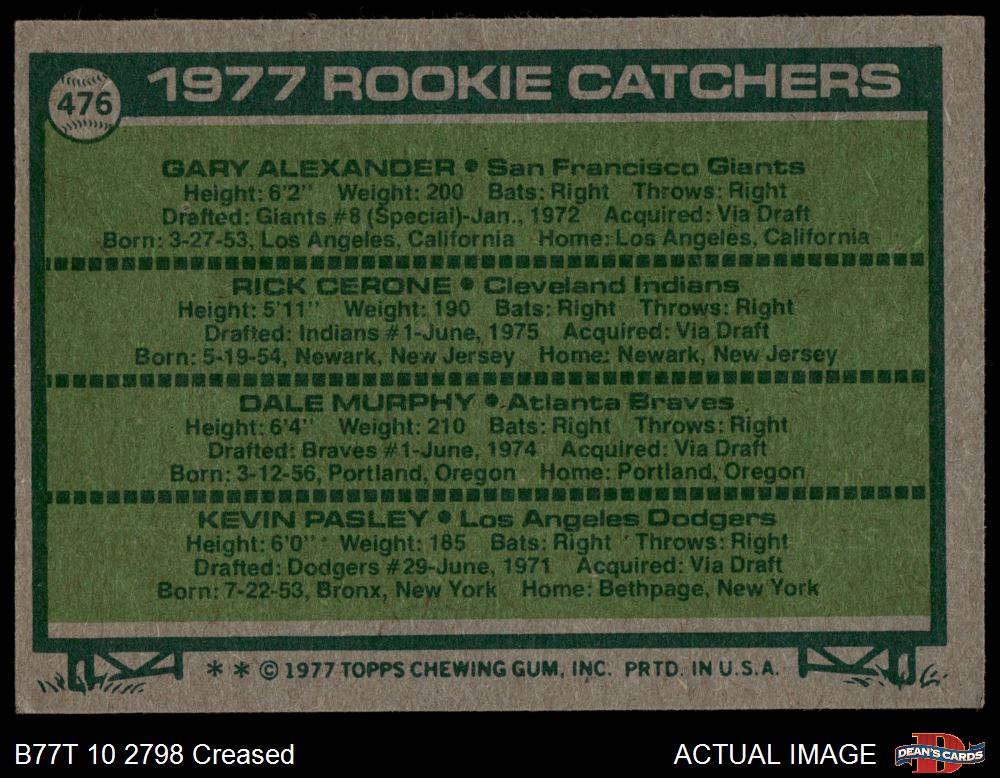 476
1977 ROOKIE CATCHERS
GARY ALEXANDER • San Francisco Giants
Height: 6'2" Weight: 200 Bats: Right Throws: Right
Drafted: Giants #8 (Special)-Jan., 1972 Acquired: Via Draft
Born: 3-27-53, Los Angeles, California Home: Los Angeles, California
RICK CERONE • Cleveland Indians
Height: 5'11" Weight: 190 Bats: Right Throws: Right
Drafted: Indians #1-June, 1975 Acquired: Via Draft
Born: 5-19-54, Newark, New Jersey Home: Newark, New Jersey
DALE MURPHY • Atlanta Braves
Height: 6'4" Weight: 210 Bats: Right Throws: Right
Drafted: Braves #1-June, 1974 Acquired: Via Draft
Born: 3-12-56, Portland, Oregon Home: Portland, Oregon
KEVIN PASLEY • Los Angeles Dodgers
Height: 6'0" Weight: 185 Bats: Right Throws: Right
Drafted: Dodgers #29-June, 1971 Acquired: Via Draft
Born: 7-22-53, Bronx, New York Home: Bethpage, New York
* * © 1977 TOPPS CHEWING GUM, INC. PRTD. IN U.S.A.
B77T 10 2798 Creased
ACTUAL IMAGE
DEAN'S CARDS